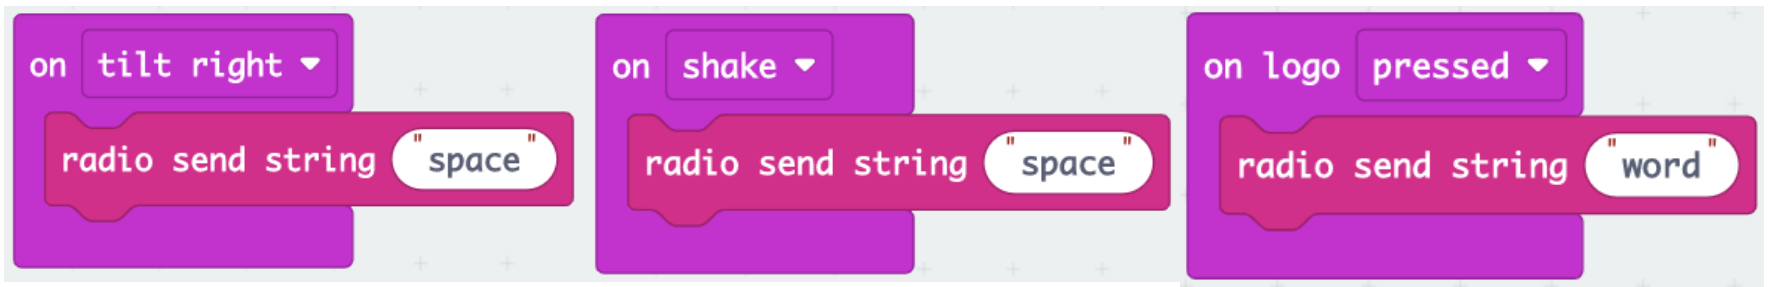 on tilt right
radio send string "space"
on shake
radio send string "space"
on logo pressed
radio send string "word"